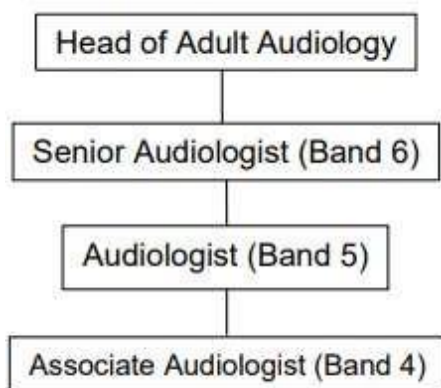 Head of Adult Audiology
Senior Audiologist (Band 6)
Audiologist (Band 5)
Associate Audiologist (Band 4)